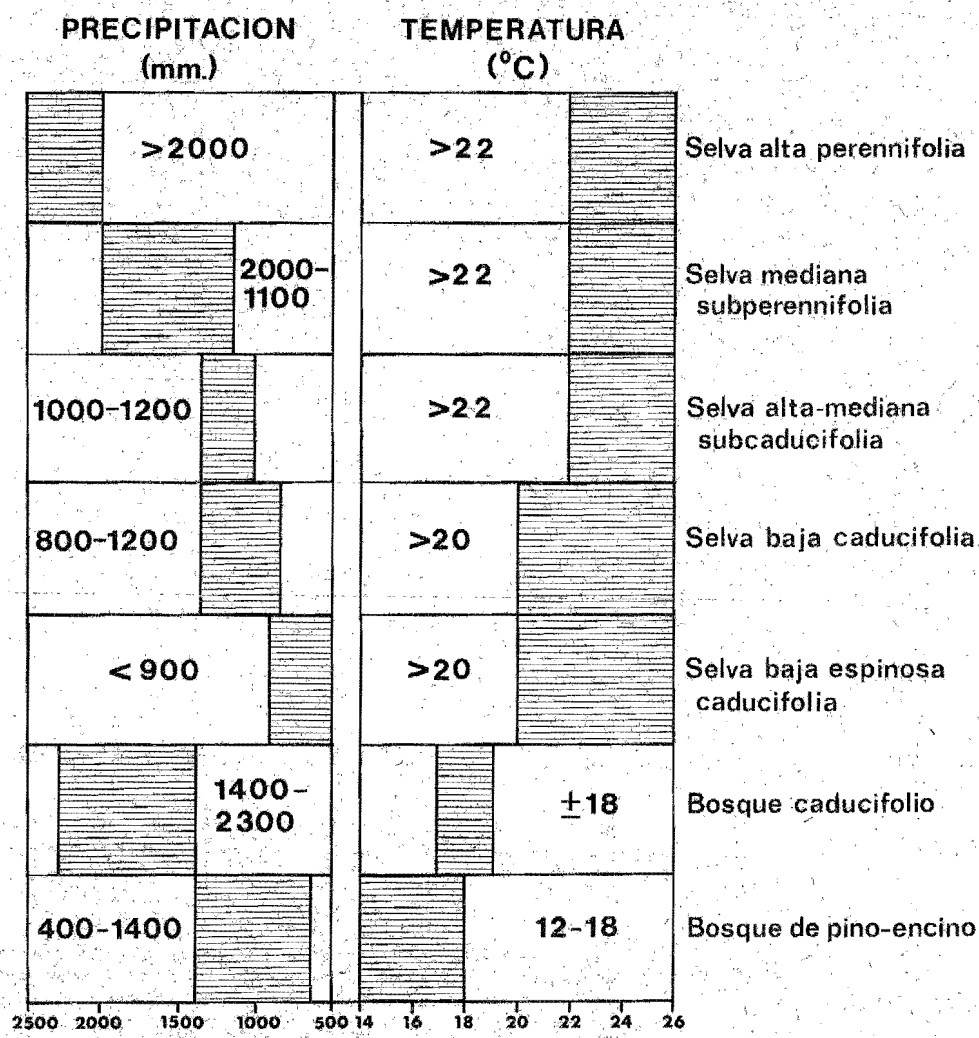 PRECIPITACION
(mm.)
TEMPERATURA
(°C)
>2000
>22
Selva alta perennifolia
2000-
1100
>22
Selva mediana
subperennifolia
1000-1200
>22
Selva alta-mediana
subcaducifolia
800-1200
>20
Selva baja caducifolia
<900
>20
Selva baja espinosa
caducifolia
1400-
2300
±18
Bosque caducifolio
400-1400
12-18
Bosque de pino-encino
2500 2000 1500 1000 500 14 16 18 20 22 24 26